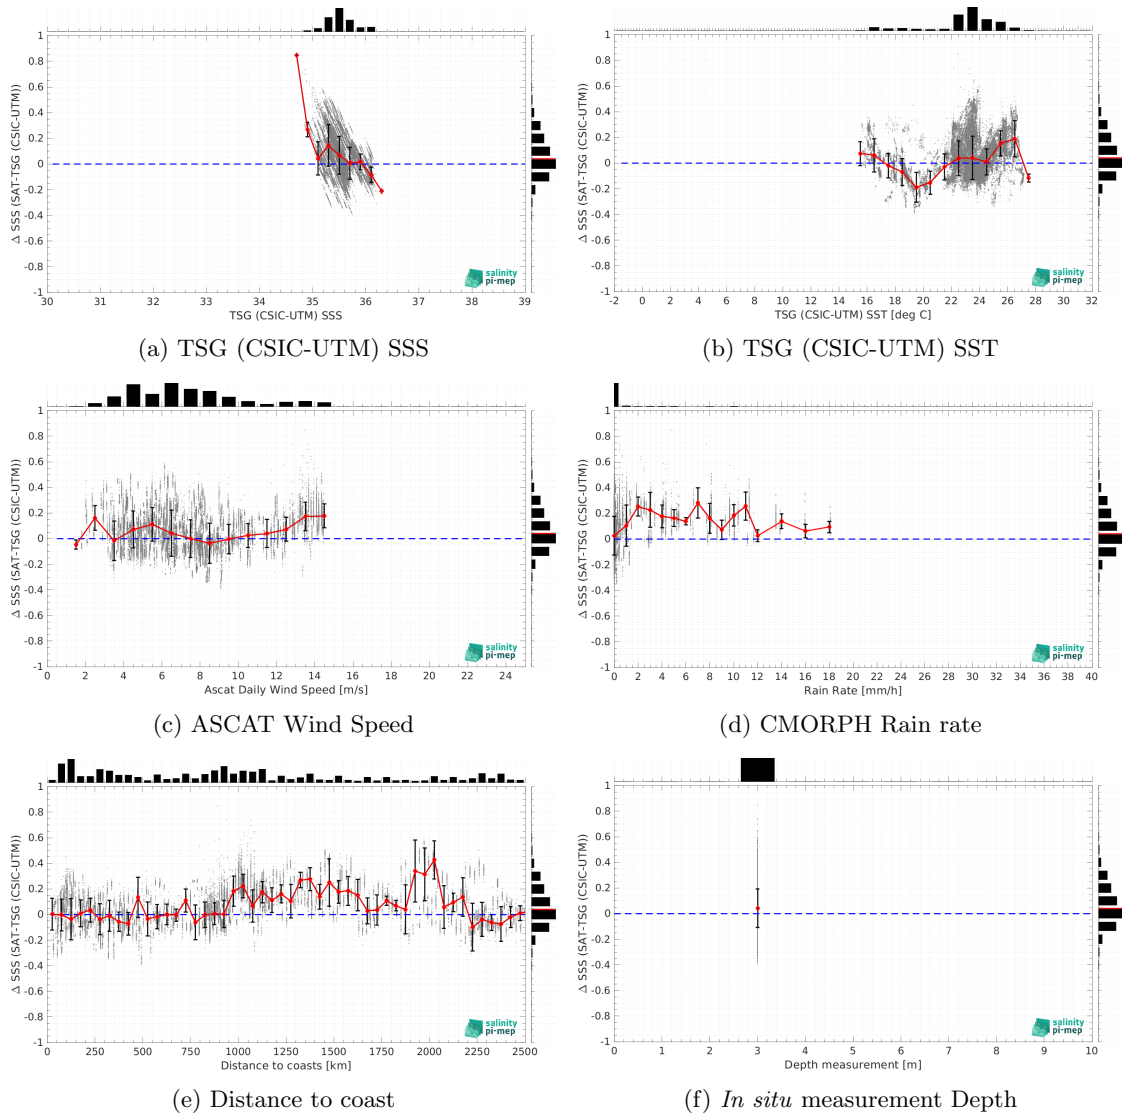 Δ SSS (SAT-TSG (CSIC-UTM))
1
0.8
0.6
0.4
0.2
0
-0.2
-0.4
-0.6
-0.8
-1
salinity
pi-mep
30 31 32 33 34 35 36 37 38 39
TSG (CSIC-UTM) SSS
(a) TSG (CSIC-UTM) SSS
Δ SSS (SAT-TSG (CSIC-UTM))
1
0.8
0.6
0.4
0.2
0
-0.2
-0.4
-0.6
-0.8
-1
salinity
pi-mep
-2 0 2 4 6 8 10 12 14 16 18 20 22 24 26 28 30 32
TSG (CSIC-UTM) SST [deg C]
(b) TSG (CSIC-UTM) SST
Δ SSS (SAT-TSG (CSIC-UTM))
1
0.8
0.6
0.4
0.2
0
-0.2
-0.4
-0.6
-0.8
-1
salinity
pi-mep
0 2 4 6 8 10 12 14 16 18 20 22 24
Ascat Daily Wind Speed [m/s]
(c) ASCAT Wind Speed
Δ SSS (SAT-TSG (CSIC-UTM))
1
0.8
0.6
0.4
0.2
0
-0.2
-0.4
-0.6
-0.8
-1
salinity
pi-mep
0 2 4 6 8 10 12 14 16 18 20 22 24 26 28 30 32 34 36 38 40
Rain Rate [mm/h]
(d) CMORPH Rain rate
Δ SSS (SAT-TSG (CSIC-UTM))
1
0.8
0.6
0.4
0.2
0
-0.2
-0.4
-0.6
-0.8
-1
salinity
pi-mep
0 250 500 750 1000 1250 1500 1750 2000 2250 2500
Distance to coasts [km]
(e) Distance to coast
Δ SSS (SAT-TSG (CSIC-UTM))
1
0.8
0.6
0.4
0.2
0
-0.2
-0.4
-0.6
-0.8
-1
salinity
pi-mep
0 1 2 3 4 5 6 7 8 9 10
Depth measurement [m]
(f) In situ measurement Depth